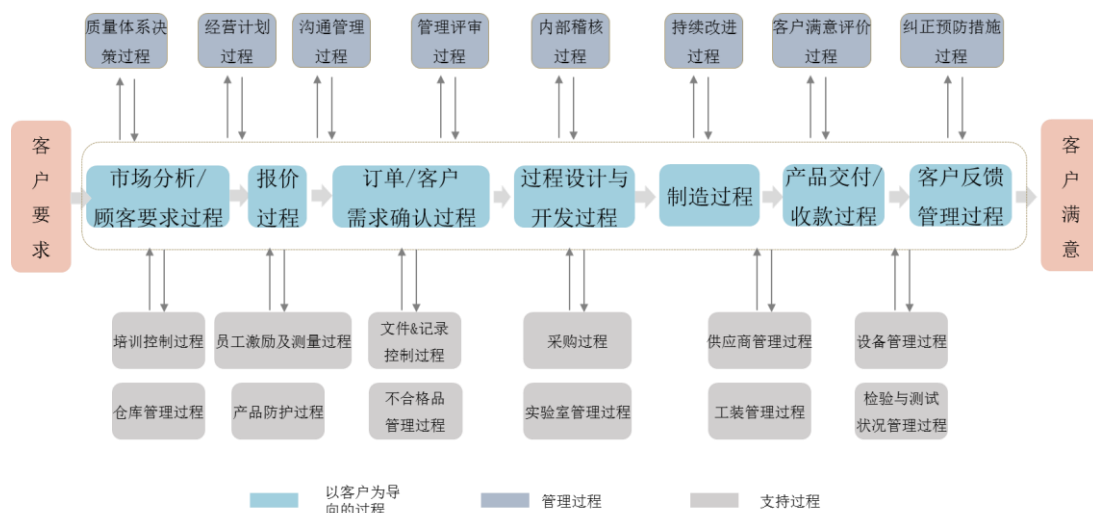 质量体系决
策过程
经营计划
过程
沟通管理
过程
管理评审
过程
内部稽核
过程
持续改进
过程
客户满意评价
过程
纠正预防措施
过程
客
户
要
求
市场分析/
顾客要求过程
报价
过程
订单/客户
需求确认过程
过程设计与
开发过程
制造过程
产品交付/
收款过程
客户反馈
管理过程
客
户
满
意
培训控制过程
员工激励及测量过程
文件&记录
控制过程
采购过程
供应商管理过程
设备管理过程
仓库管理过程
产品防护过程
不合格品
管理过程
实验室管理过程
工装管理过程
检验与测试
状况管理过程
以客户为导
向的过程
管理过程
支持过程